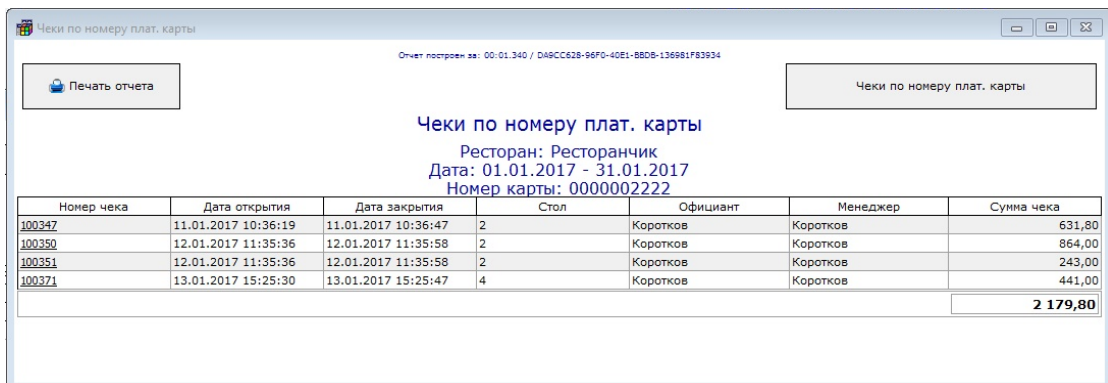 Чеки по номеру плат. карты
Отчет построен за: 00:01.340 / DA9CC628-96F0-40E1-BBDB-136981F83934
Печать отчета
Чеки по номеру плат. карты
Чеки по номеру плат. карты
Ресторан: Ресторанчик
Дата: 01.01.2017 - 31.01.2017
Номер карты: 0000002222
Номер чека Дата открытия Дата закрытия Стол Официант Менеджер Сумма чека
100347 11.01.2017 10:36:19 11.01.2017 10:36:47 2 Коротков Коротков 631,80
100350 12.01.2017 11:35:36 12.01.2017 11:35:58 2 Коротков Коротков 864,00
100351 12.01.2017 11:35:36 12.01.2017 11:35:58 2 Коротков Коротков 243,00
100371 13.01.2017 15:25:30 13.01.2017 15:25:47 4 Коротков Коротков 441,00
2 179,80